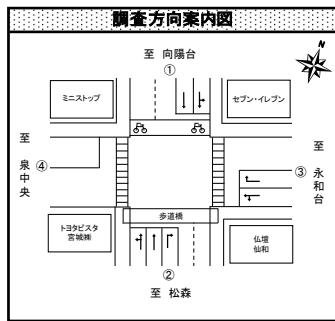 調査方向案内図
至 向陽台
①
N
ミニストップ
セブン・イレブン
至 泉中央
④
③
至 永和台
歩道橋
トヨタビスタ
宮城㈱
仏壇
仙和
②
至 松森